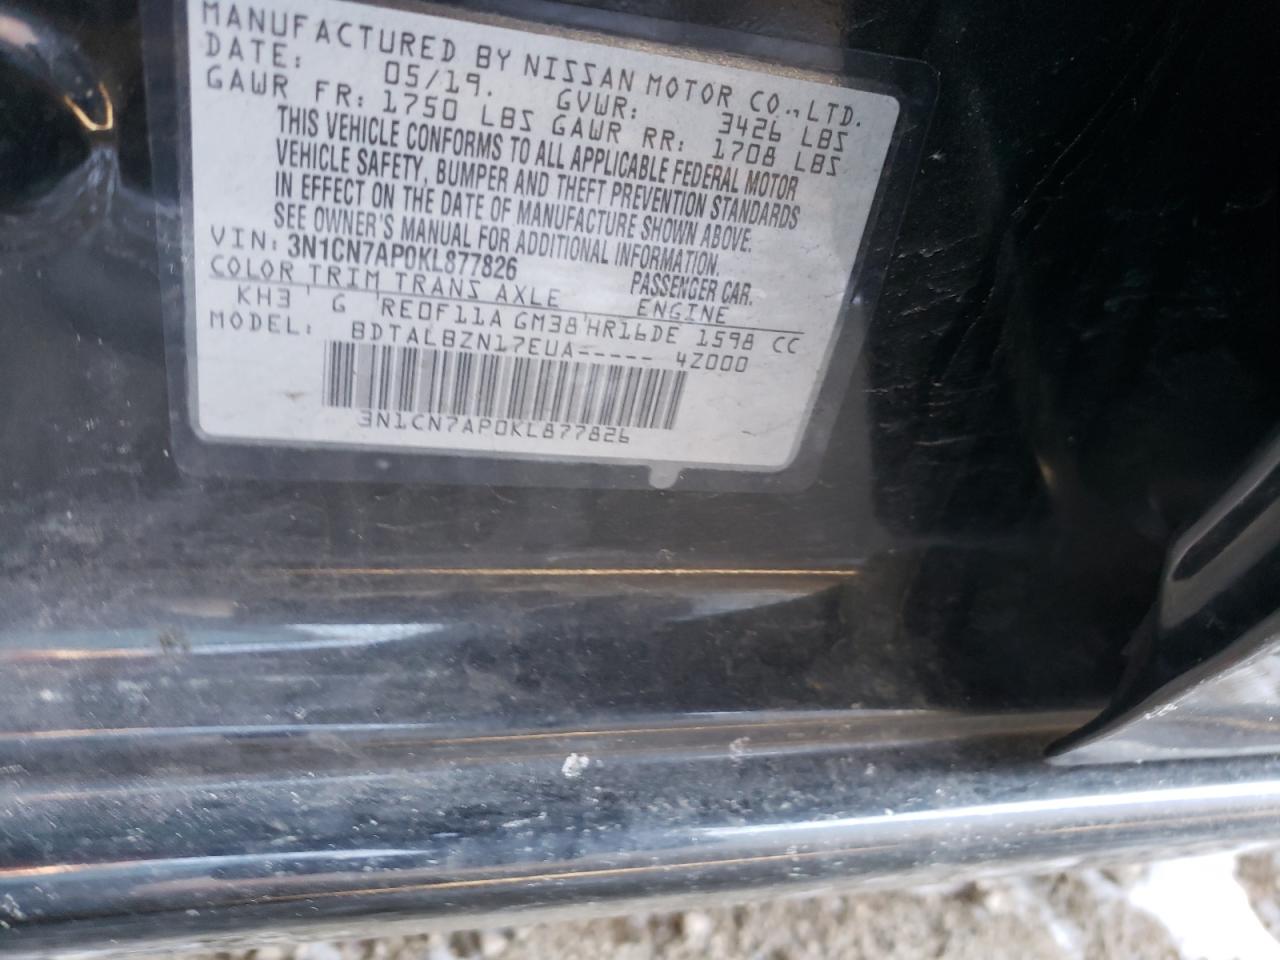 MANUFACTURED BY NISSAN MOTOR CO., LTD.
DATE: 05/19. GVWR: 3426 LBS
GAWR FR: 1750 LBS GAWR RR: 1708 LBS
THIS VEHICLE CONFORMS TO ALL APPLICABLE FEDERAL MOTOR
VEHICLE SAFETY, BUMPER AND THEFT PREVENTION STANDARDS
IN EFFECT ON THE DATE OF MANUFACTURE SHOWN ABOVE.
SEE OWNER'S MANUAL FOR ADDITIONAL INFORMATION.
VIN: 3N1CN7AP0KL877826 PASSENGER CAR.
COLOR TRIM TRANS AXLE ENGINE
KH3 G RE0F11A GM38 HR16DE 1598 CC
MODEL: BDTALBZN17EUA----- 4Z000
3N1CN7AP0KL877826